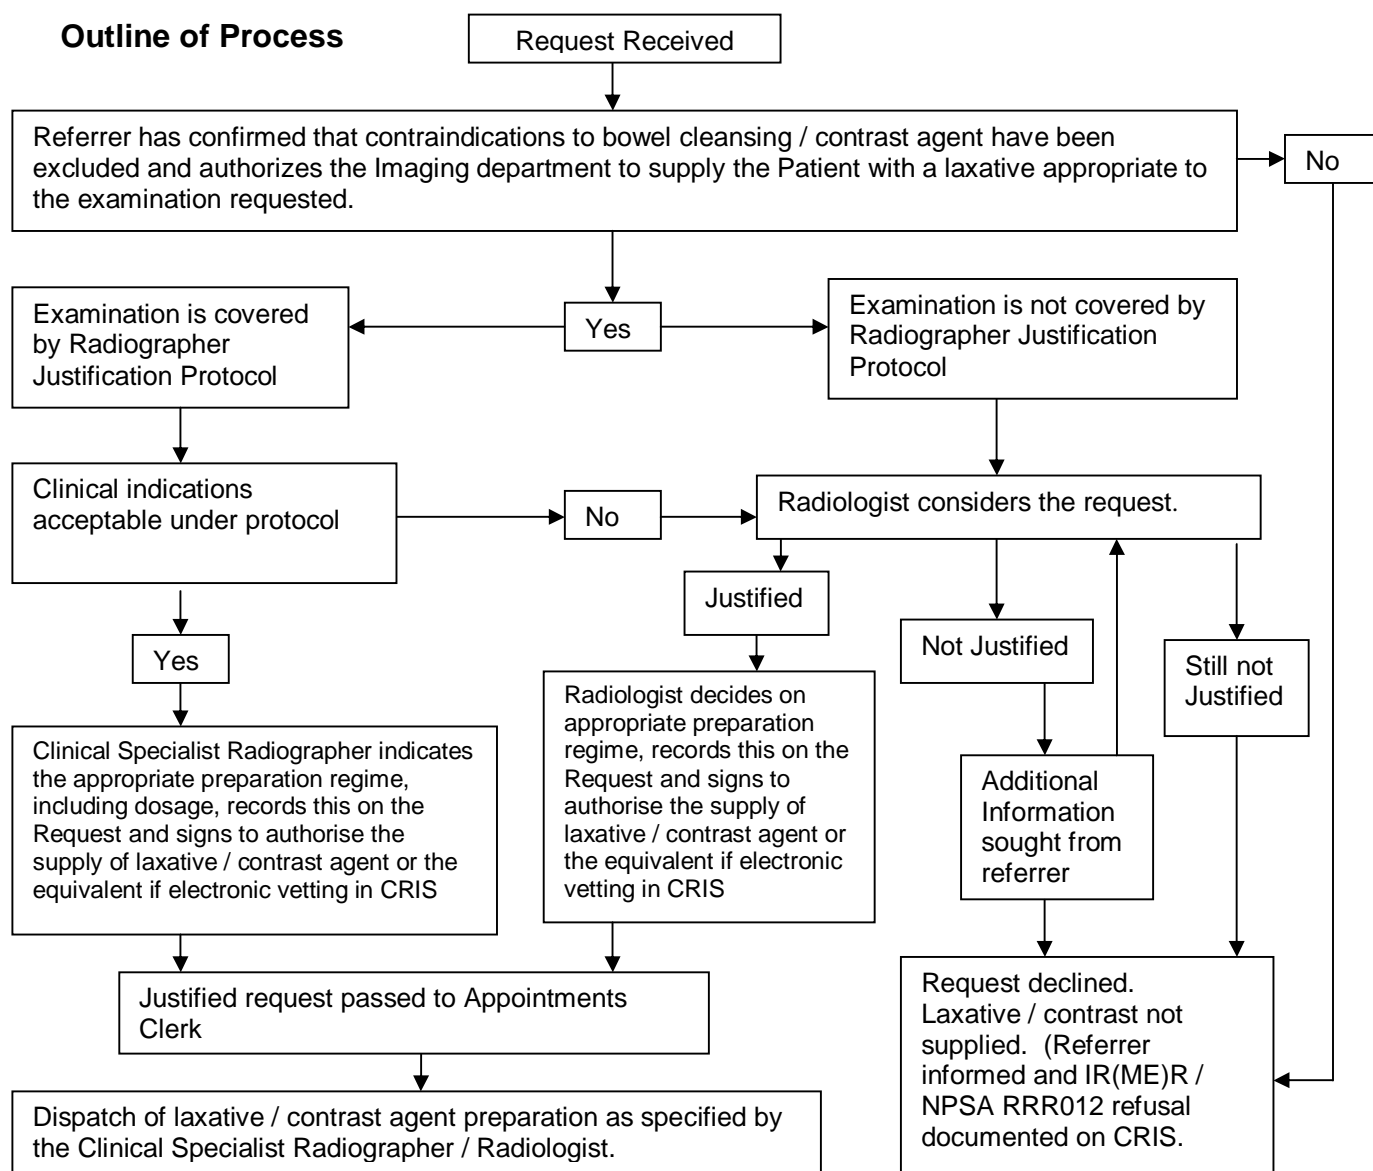 Outline of Process
Request Received
Referrer has confirmed that contraindications to bowel cleansing / contrast agent have been
excluded and authorizes the Imaging department to supply the Patient with a laxative appropriate to
the examination requested.
No
Examination is covered
by Radiographer
Justification Protocol
Yes
Examination is not covered by
Radiographer Justification
Protocol
Clinical indications
acceptable under protocol
No
Radiologist considers the request.
Justified
Not Justified
Still not
Justified
Yes
Clinical Specialist Radiographer indicates
the appropriate preparation regime,
including dosage, records this on the
Request and signs to authorise the
supply of laxative / contrast agent or the
equivalent if electronic vetting in CRIS
Radiologist decides on
appropriate preparation
regime, records this on the
Request and signs to
authorise the supply of
laxative / contrast agent or
the equivalent if electronic
vetting in CRIS
Additional
Information
sought from
referrer
Justified request passed to Appointments
Clerk
Request declined.
Laxative / contrast not
supplied.  (Referrer
informed and IR(ME)R /
NPSA RRR012 refusal
documented on CRIS.
Dispatch of laxative / contrast agent preparation as specified by
the Clinical Specialist Radiographer / Radiologist.